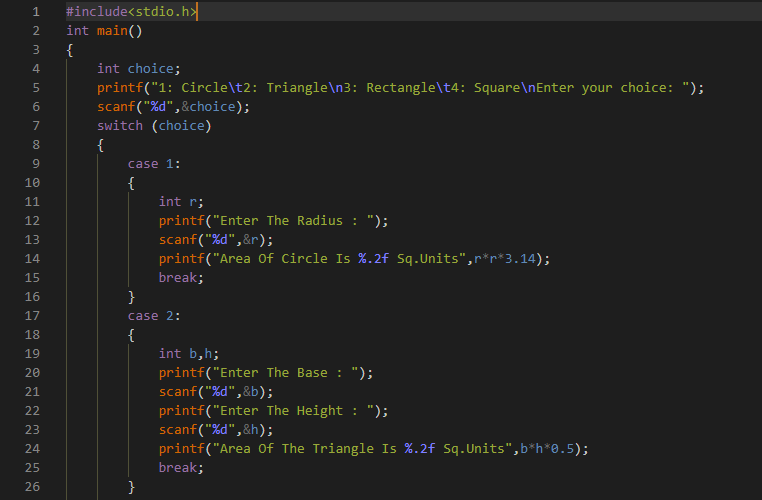 1 #include<stdio.h>
2 int main()
3 {
4 int choice;
5 printf("1: Circle\t2: Triangle\n3: Rectangle\t4: Square\nEnter your choice: ");
6 scanf("%d",&choice);
7 switch (choice)
8 {
9 case 1:
10 {
11 int r;
12 printf("Enter The Radius : ");
13 scanf("%d",&r);
14 printf("Area Of Circle Is %.2f Sq.Units",r*r*3.14);
15 break;
16 }
17 case 2:
18 {
19 int b,h;
20 printf("Enter The Base : ");
21 scanf("%d",&b);
22 printf("Enter The Height : ");
23 scanf("%d",&h);
24 printf("Area Of The Triangle Is %.2f Sq.Units",b*h*0.5);
25 break;
26 }